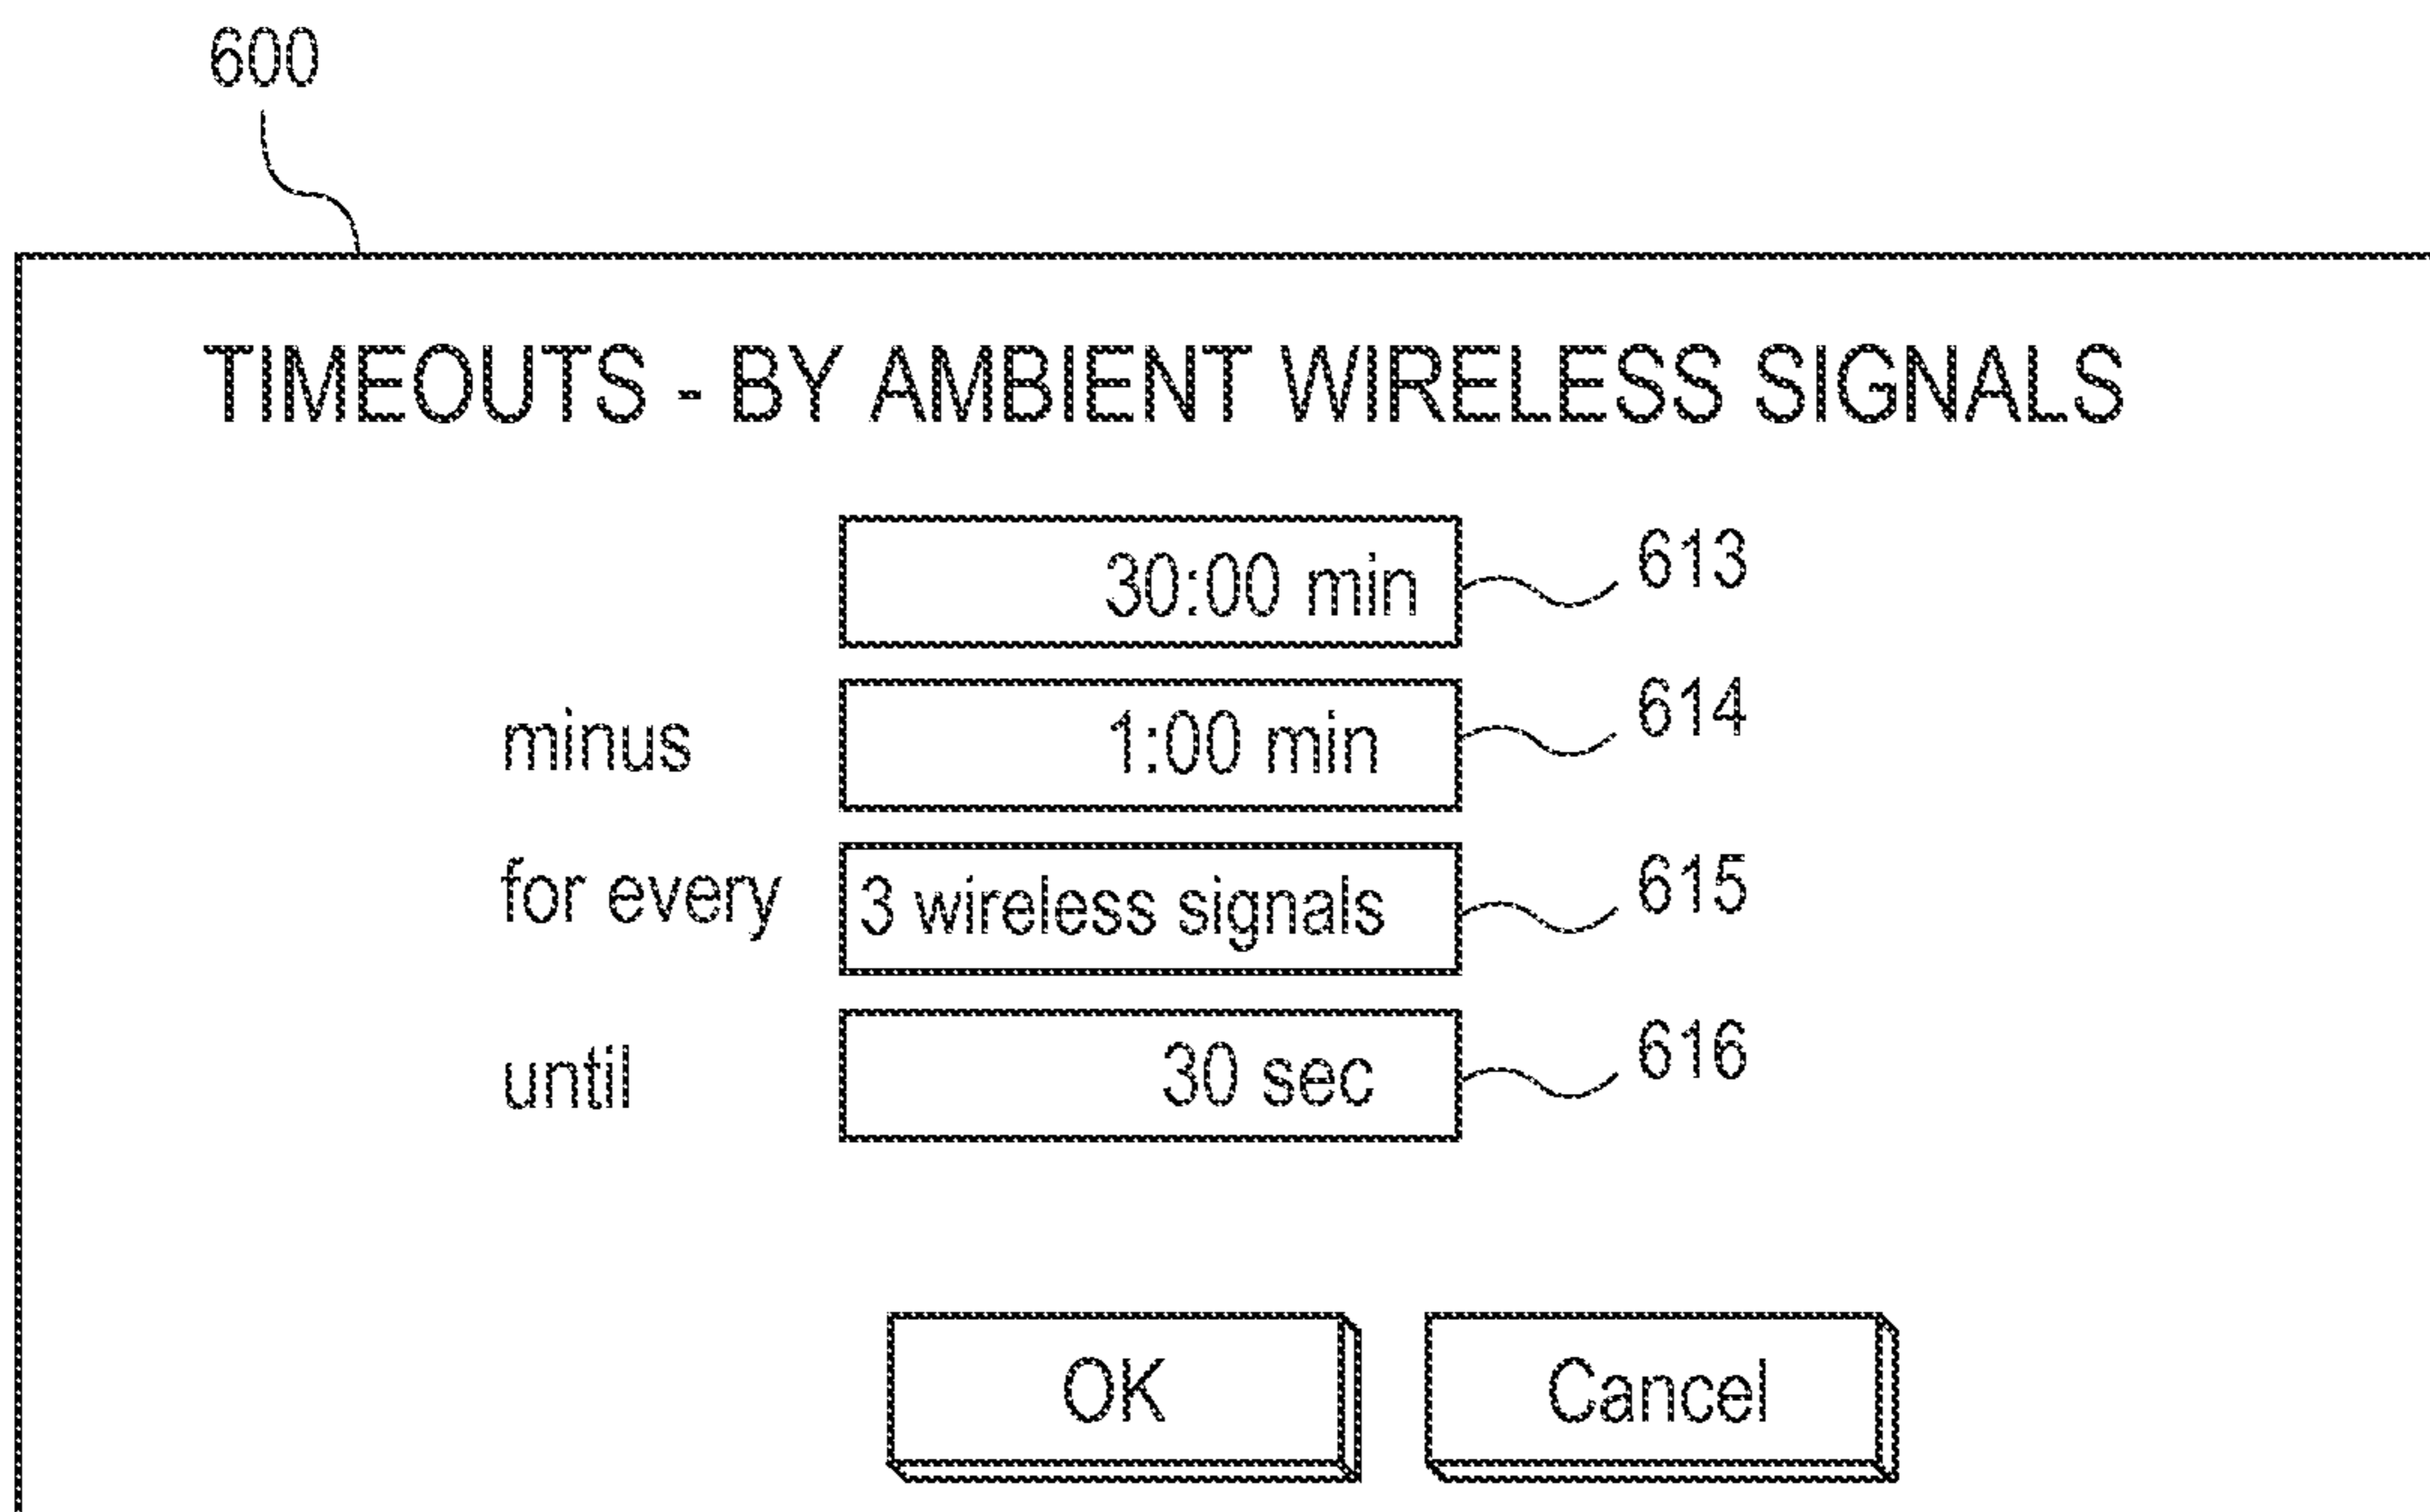 600
TIMEOUTS - BY AMBIENT WIRELESS SIGNALS
30:00 min 613
minus 1:00 min 614
for every 3 wireless signals 615
until 30 sec 616
OK Cancel